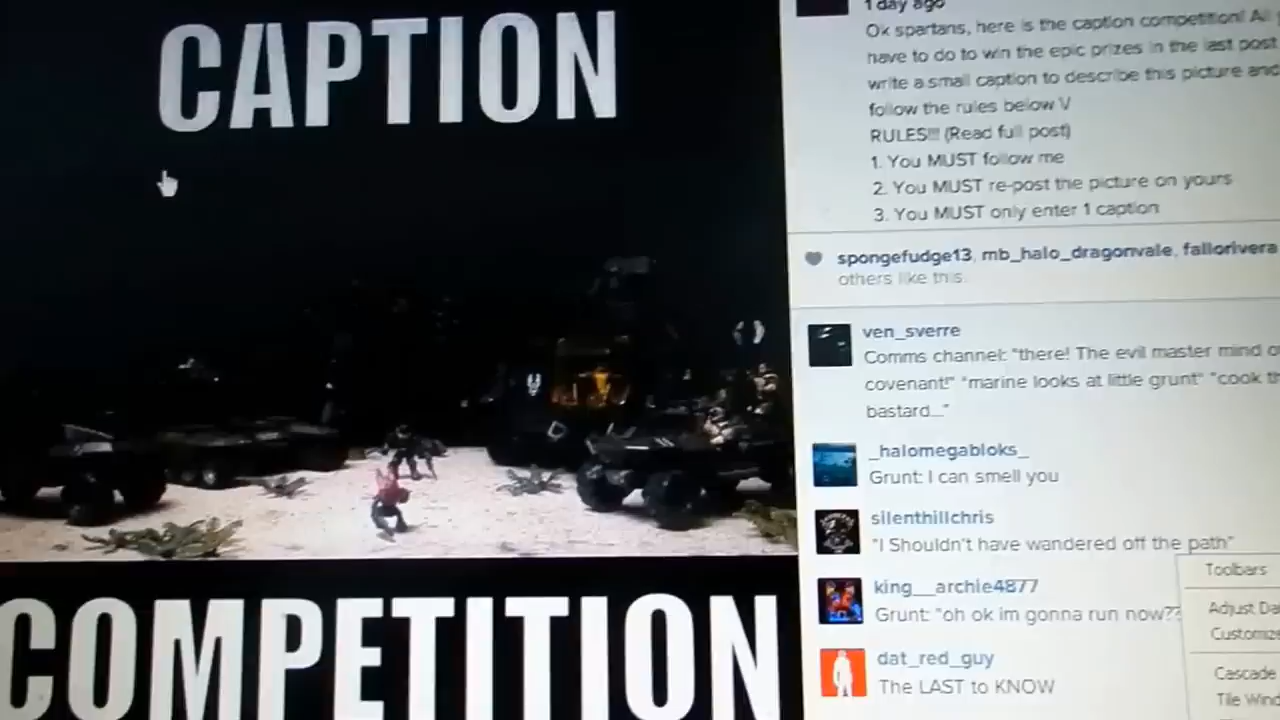 CAPTION
COMPETITION
1 day ago
Ok spartans, here is the caption competition! All
have to do to win the epic prizes in the last post
write a small caption to describe this picture and
follow the rules below V
RULES!!! (Read full post)
1. You MUST follow me
2. You MUST re-post the picture on yours
3. You MUST only enter 1 caption
spongefudge13, mb_halo_dragonvale, fallorivera
others like this.
ven_sverre
Comms channel: "there! The evil master mind o
covenant!" "marine looks at little grunt" "cook th
bastard..."
_halomegabloks_
Grunt: I can smell you
silenthillchris
"I Shouldn't have wandered off the path"
king__archie4877
Grunt: "oh ok im gonna run now??
dat_red_guy
The LAST to KNOW
Toolbars
Adjust Da
Customize
Cascade
Tile Wind